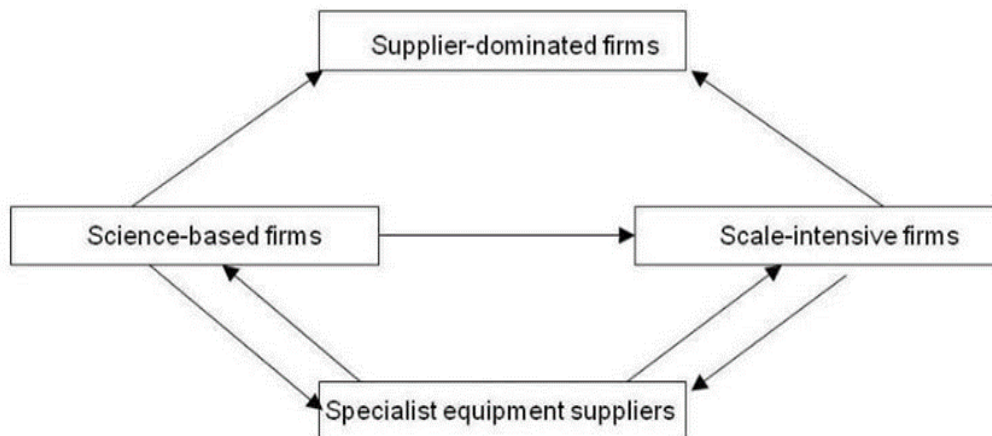 Supplier-dominated firms
Science-based firms
Scale-intensive firms
Specialist equipment suppliers